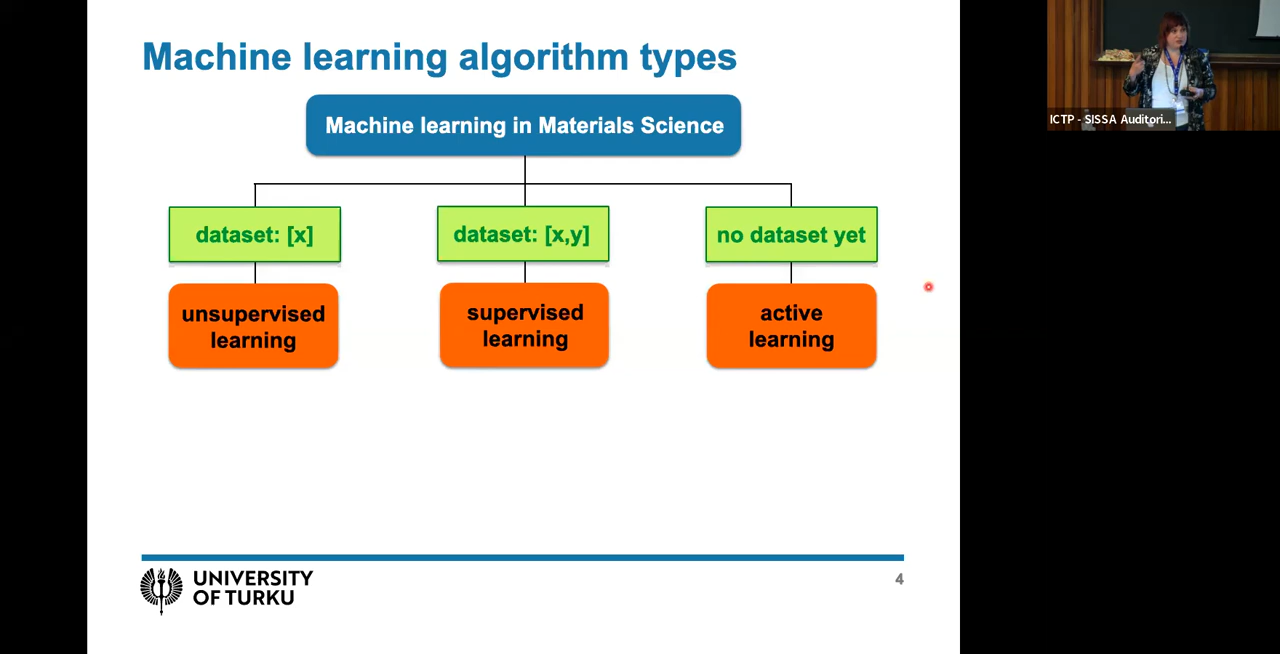 Machine learning algorithm types
Machine learning in Materials Science
dataset: [x]
dataset: [x,y]
no dataset yet
unsupervised
learning
supervised
learning
active
learning
UNIVERSITY
OF TURKU
4
ICTP - SISSA Auditori...